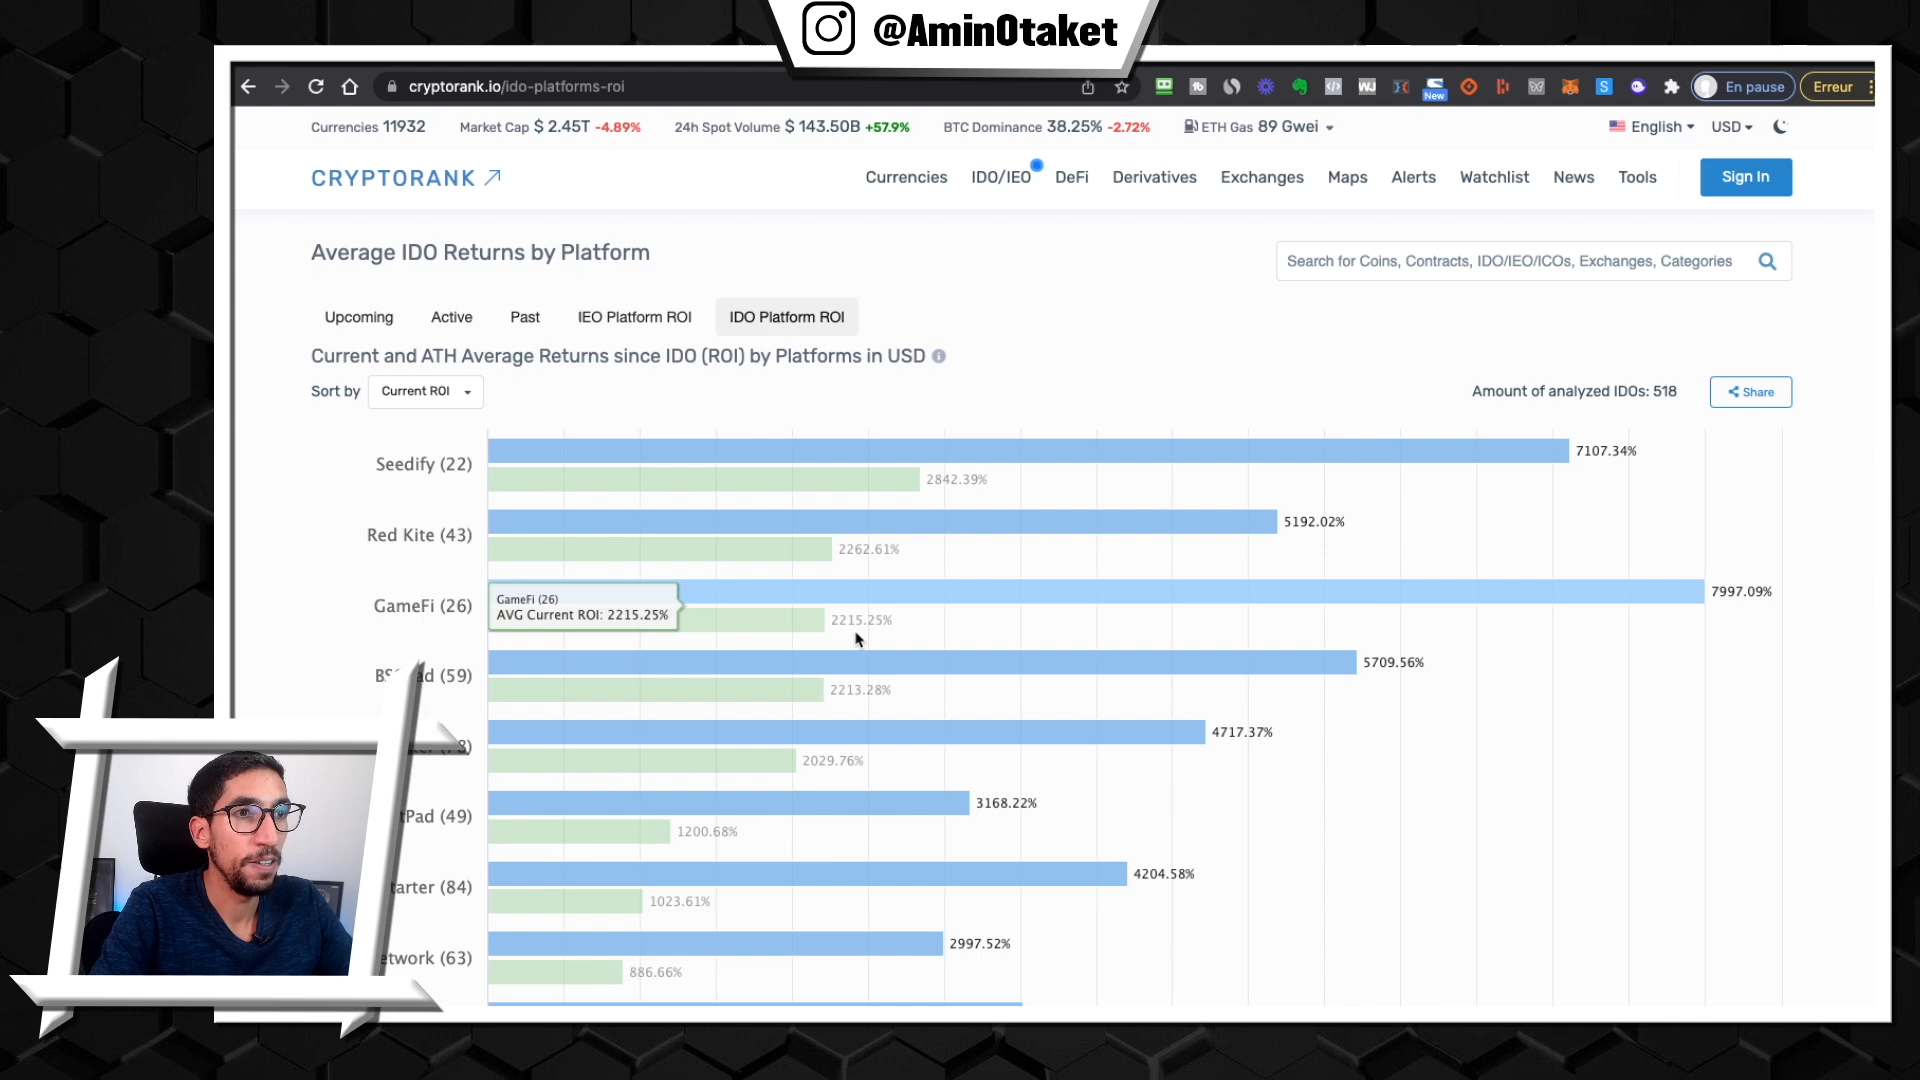 @AminOtaket
cryptorank.io/ido-platforms-roi
New
En pause
Erreur
Currencies 11932 Market Cap $ 2.45T -4.89% 24h Spot Volume $ 143.50B +57.9% BTC Dominance 38.25% -2.72% ETH Gas 89 Gwei
English USD
CRYPTORANK
Currencies IDO/IEO DeFi Derivatives Exchanges Maps Alerts Watchlist News Tools Sign In
Average IDO Returns by Platform
Search for Coins, Contracts, IDO/IEO/ICOs, Exchanges, Categories
Upcoming Active Past IEO Platform ROI IDO Platform ROI
Current and ATH Average Returns since IDO (ROI) by Platforms in USD
Sort by Current ROI
Amount of analyzed IDOs: 518 Share
Seedify (22)
7107.34%
2842.39%
Red Kite (43)
5192.02%
2262.61%
GameFi (26)
GameFi (26)
AVG Current ROI: 2215.25%
7997.09%
2215.25%
(59)
5709.56%
2213.28%
4717.37%
2029.76%
tPad (49)
3168.22%
1200.68%
tarter (84)
4204.58%
1023.61%
etwork (63)
2997.52%
886.66%